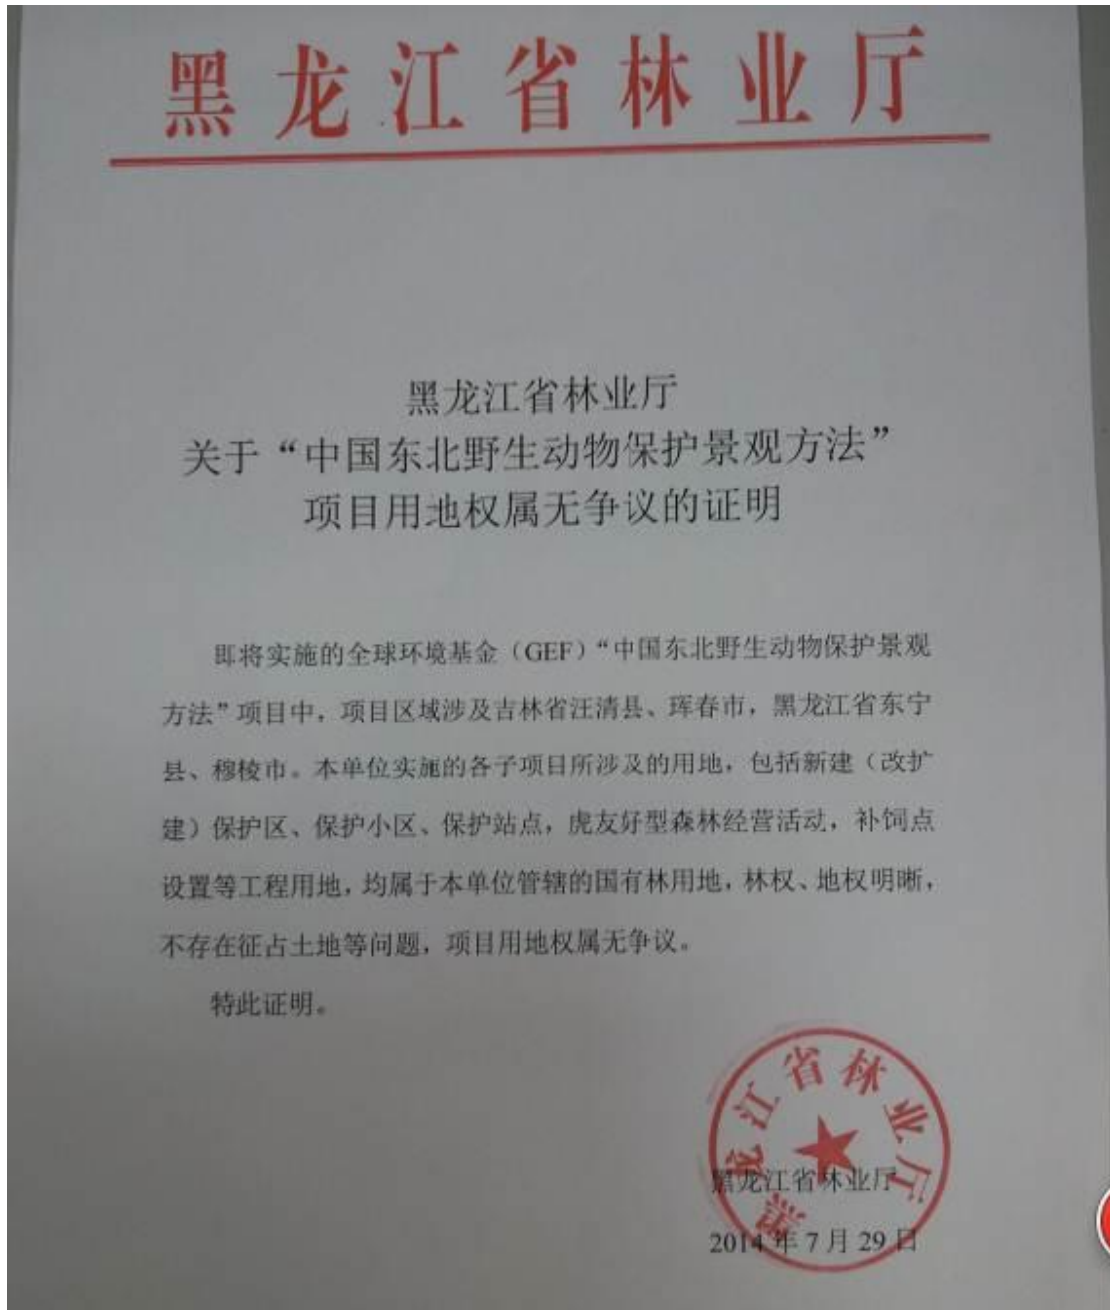 黑龙江省林业厅
黑龙江省林业厅
关于“中国东北野生动物保护景观方法”
项目用地权属无争议的证明
即将实施的全球环境基金（GEF）“中国东北野生动物保护景观
方法”项目中，项目区域涉及吉林省汪清县、珲春市，黑龙江省东宁
县、穆棱市。本单位实施的各子项目所涉及的用地，包括新建（改扩
建）保护区、保护小区、保护站点，虎友好型森林经营活动，补饲点
设置等工程用地，均属于本单位管辖的国有林用地，林权、地权明晰，
不存在征占土地等问题，项目用地权属无争议。
特此证明。
黑龙江省林业厅
黑龙江省林业厅
2014 年 7 月 29 日